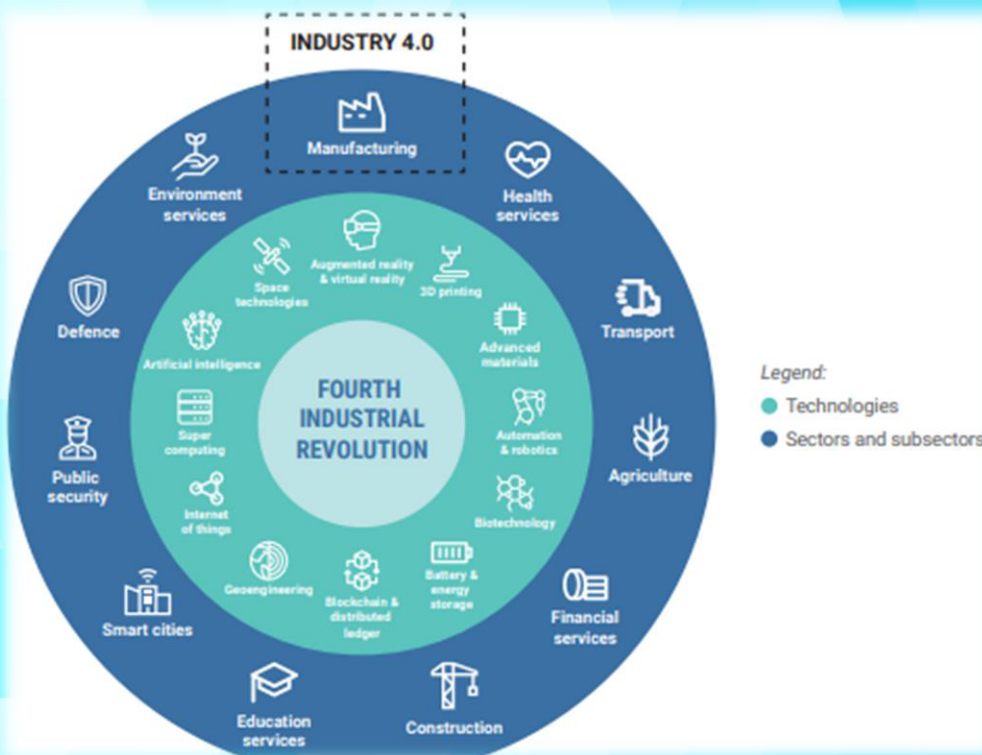 INDUSTRY 4.0
Manufacturing
Health
services
Transport
Agriculture
Financial
services
Construction
Education
services
Smart cities
Public
security
Defence
Environment
services
Augmented reality
& virtual reality
3D printing
Advanced
materials
Automation
& robotics
Biotechnology
Battery &
energy
storage
Blockchain &
distributed
ledger
Geoengineering
Internet
of things
Super
computing
Artificial intelligence
Space
technologies
FOURTH
INDUSTRIAL
REVOLUTION
Legend:
Technologies
Sectors and subsectors